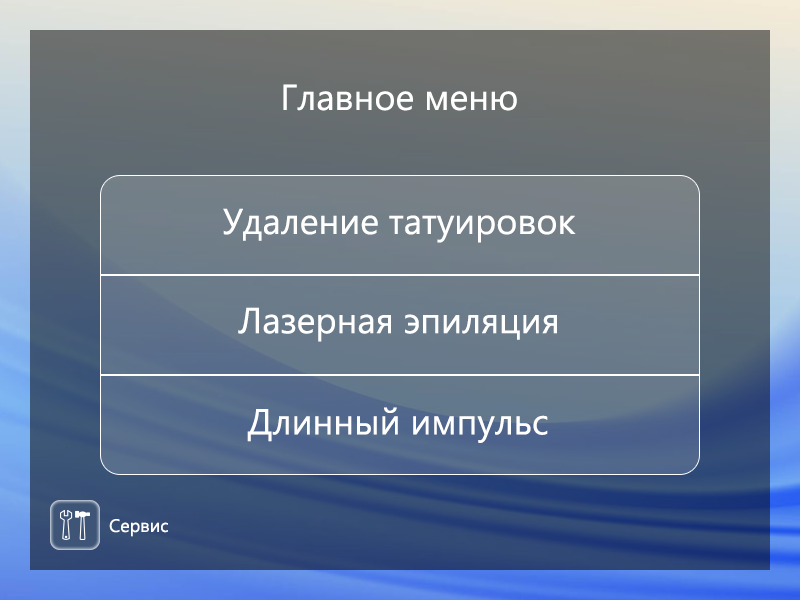 Главное меню
Удаление татуировок
Лазерная эпиляция
Длинный импульс
Сервис